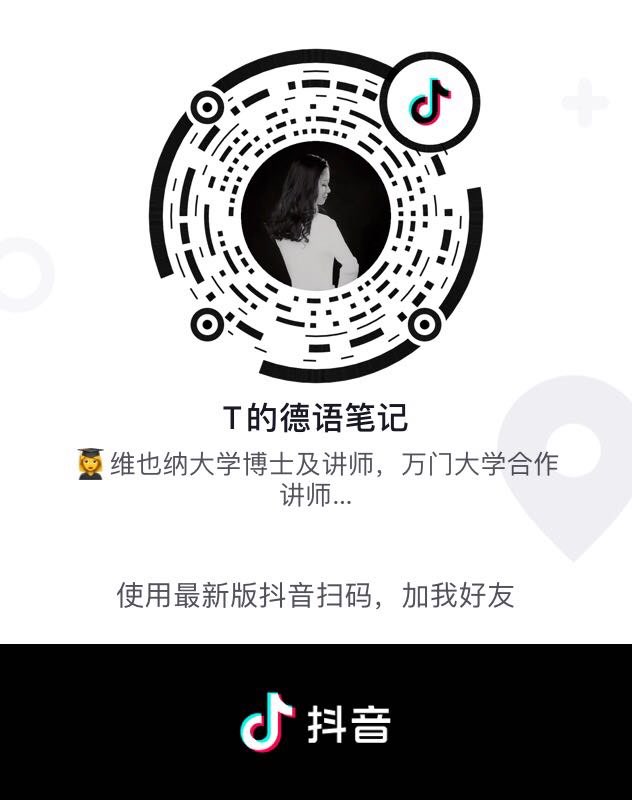 T的德语笔记
👩‍🎓维也纳大学博士及讲师，万门大学合作
讲师...
使用最新版抖音扫码，加我好友
抖音